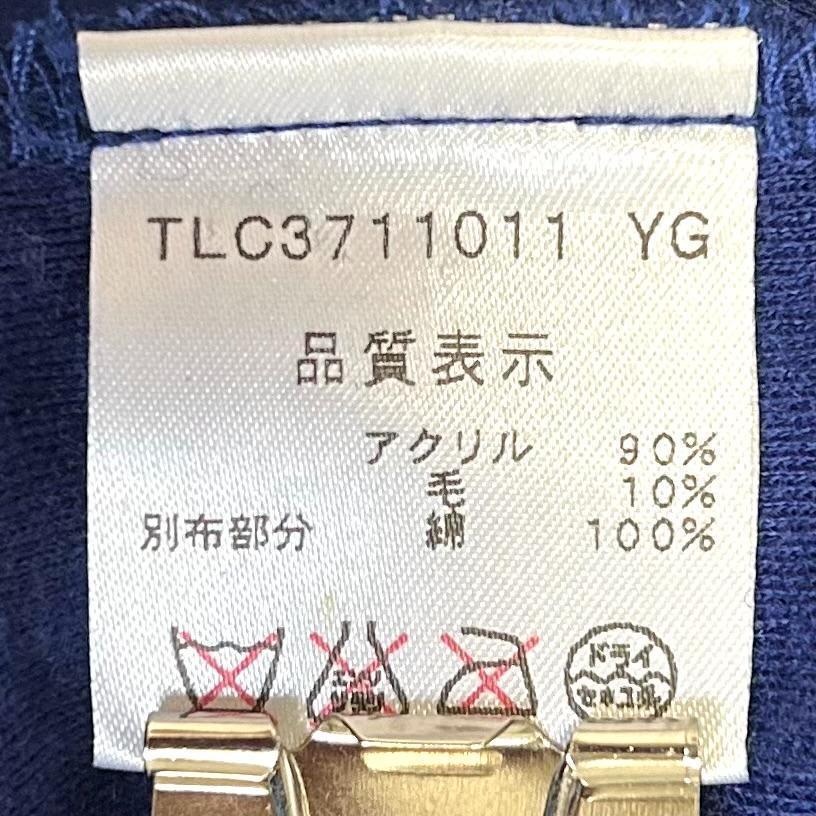 TLC3711011 YG
品質表示
アクリル 90%
毛 10%
別布部分 綿 100%
ドライ
セキユ系